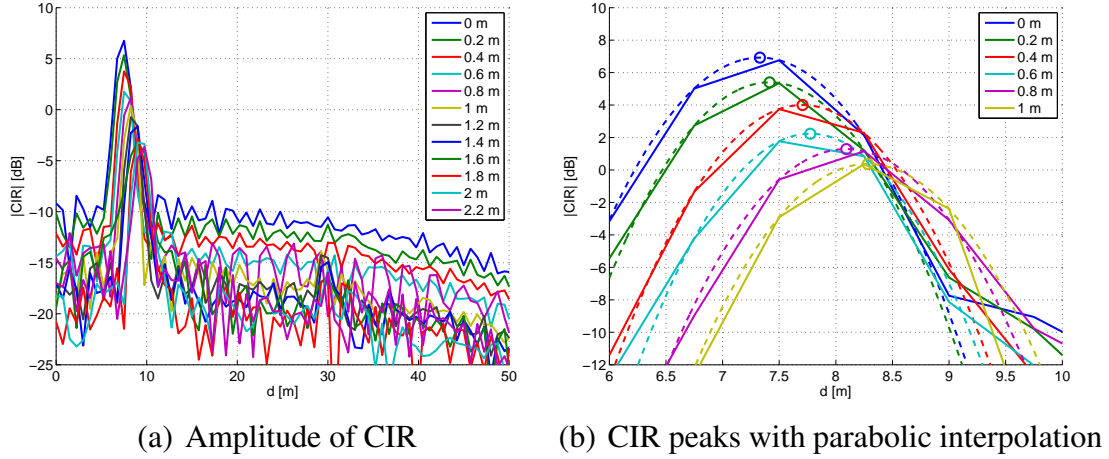 0 m
0.2 m
0.4 m
0.6 m
0.8 m
1 m
1.2 m
1.4 m
1.6 m
1.8 m
2 m
2.2 m
10
5
0
−5
−10
−15
−20
−25
|CIR| [dB]
0 10 20 30 40 50
d [m]
(a) Amplitude of CIR
0 m
0.2 m
0.4 m
0.6 m
0.8 m
1 m
8
6
4
2
0
−2
−4
−6
−8
−10
−12
|CIR| [dB]
6 6.5 7 7.5 8 8.5 9 9.5 10
d [m]
(b) CIR peaks with parabolic interpolation